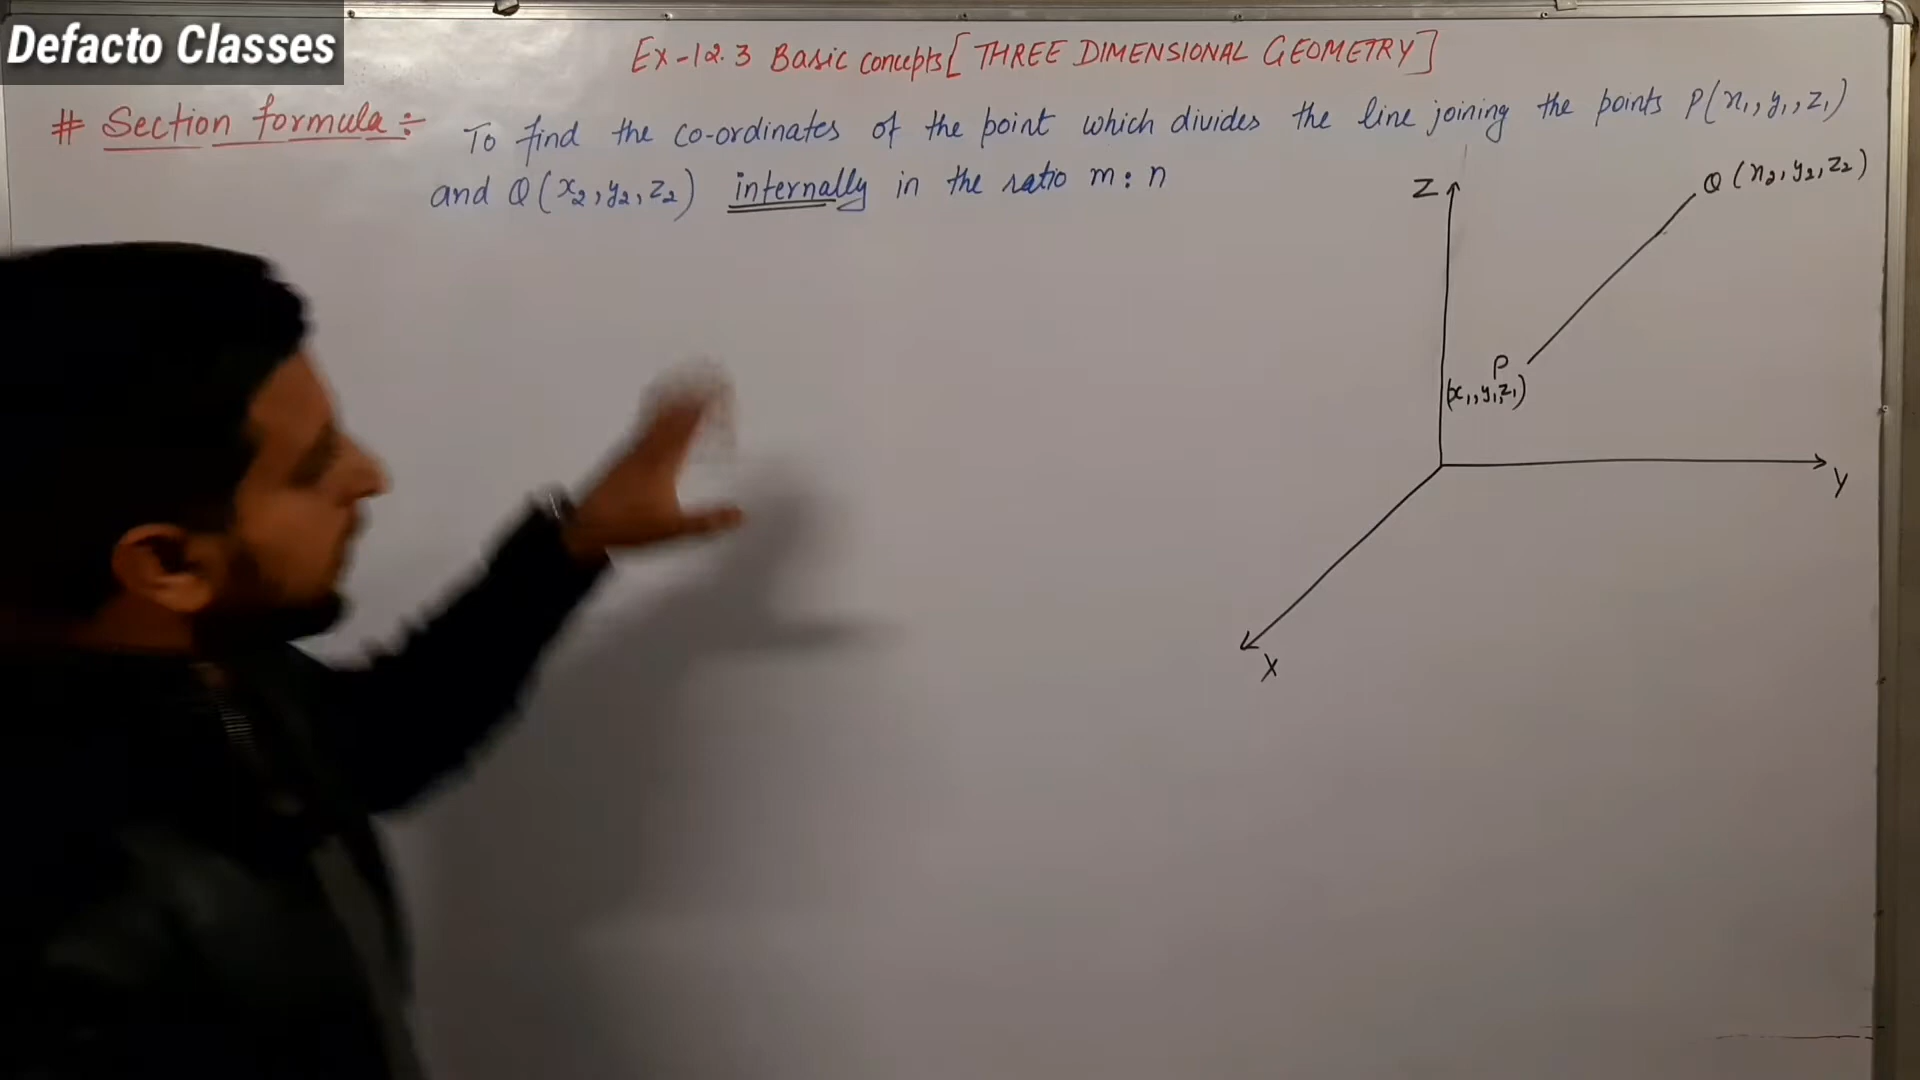 Defacto Classes
Ex-12.3 Basic concepts [THREE DIMENSIONAL GEOMETRY]
# Section formula :- To find the co-ordinates of the point which divides the line joining the points P(x₁, y₁, z₁)
and Q(x₂, y₂, z₂) internally in the ratio m : n
Z
Q (x₂, y₂, z₂)
P
(x₁, y₁, z₁)
Y
X